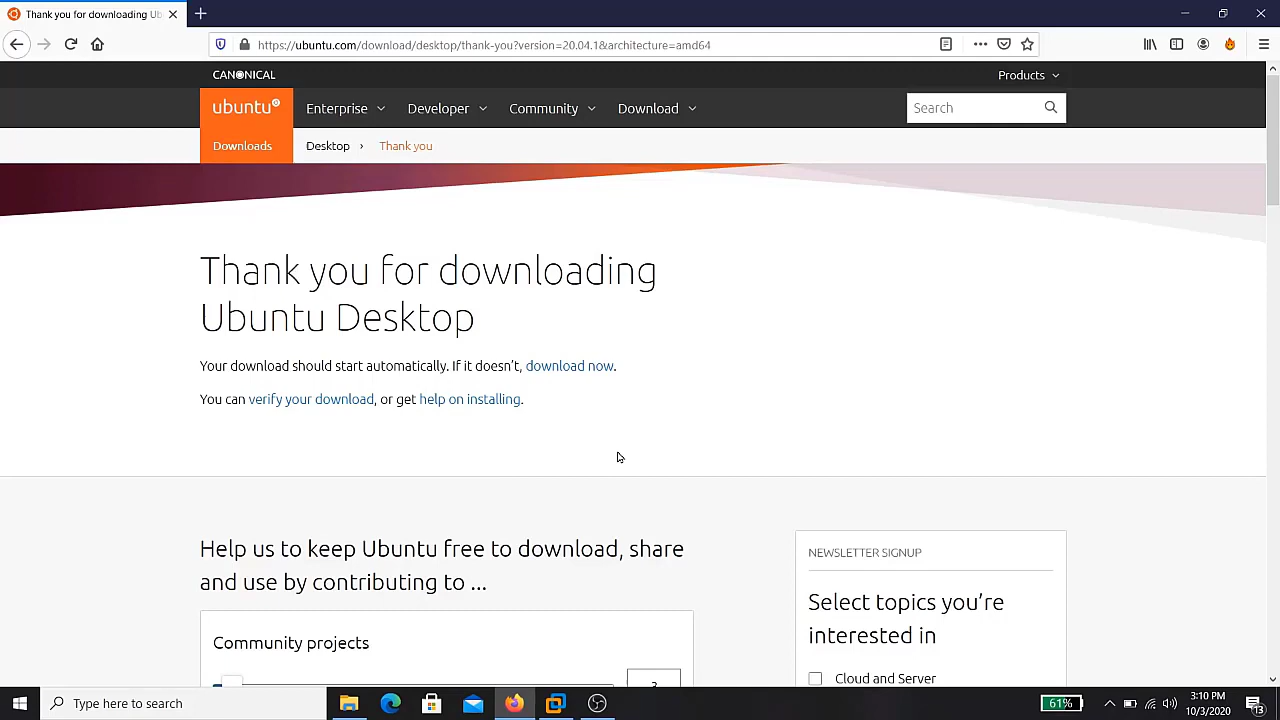 Thank you for downloading Ub
https://ubuntu.com/download/desktop/thank-you?version=20.04.1&architecture=amd64
CANONICAL
Products
ubuntu
Enterprise
Developer
Community
Download
Search
Downloads
Desktop › Thank you
Thank you for downloading
Ubuntu Desktop
Your download should start automatically. If it doesn't, download now.
You can verify your download, or get help on installing.
Help us to keep Ubuntu free to download, share
and use by contributing to ...
Community projects
NEWSLETTER SIGNUP
Select topics you're
interested in
Cloud and Server
Type here to search
61%
3:10 PM
10/3/2020
13